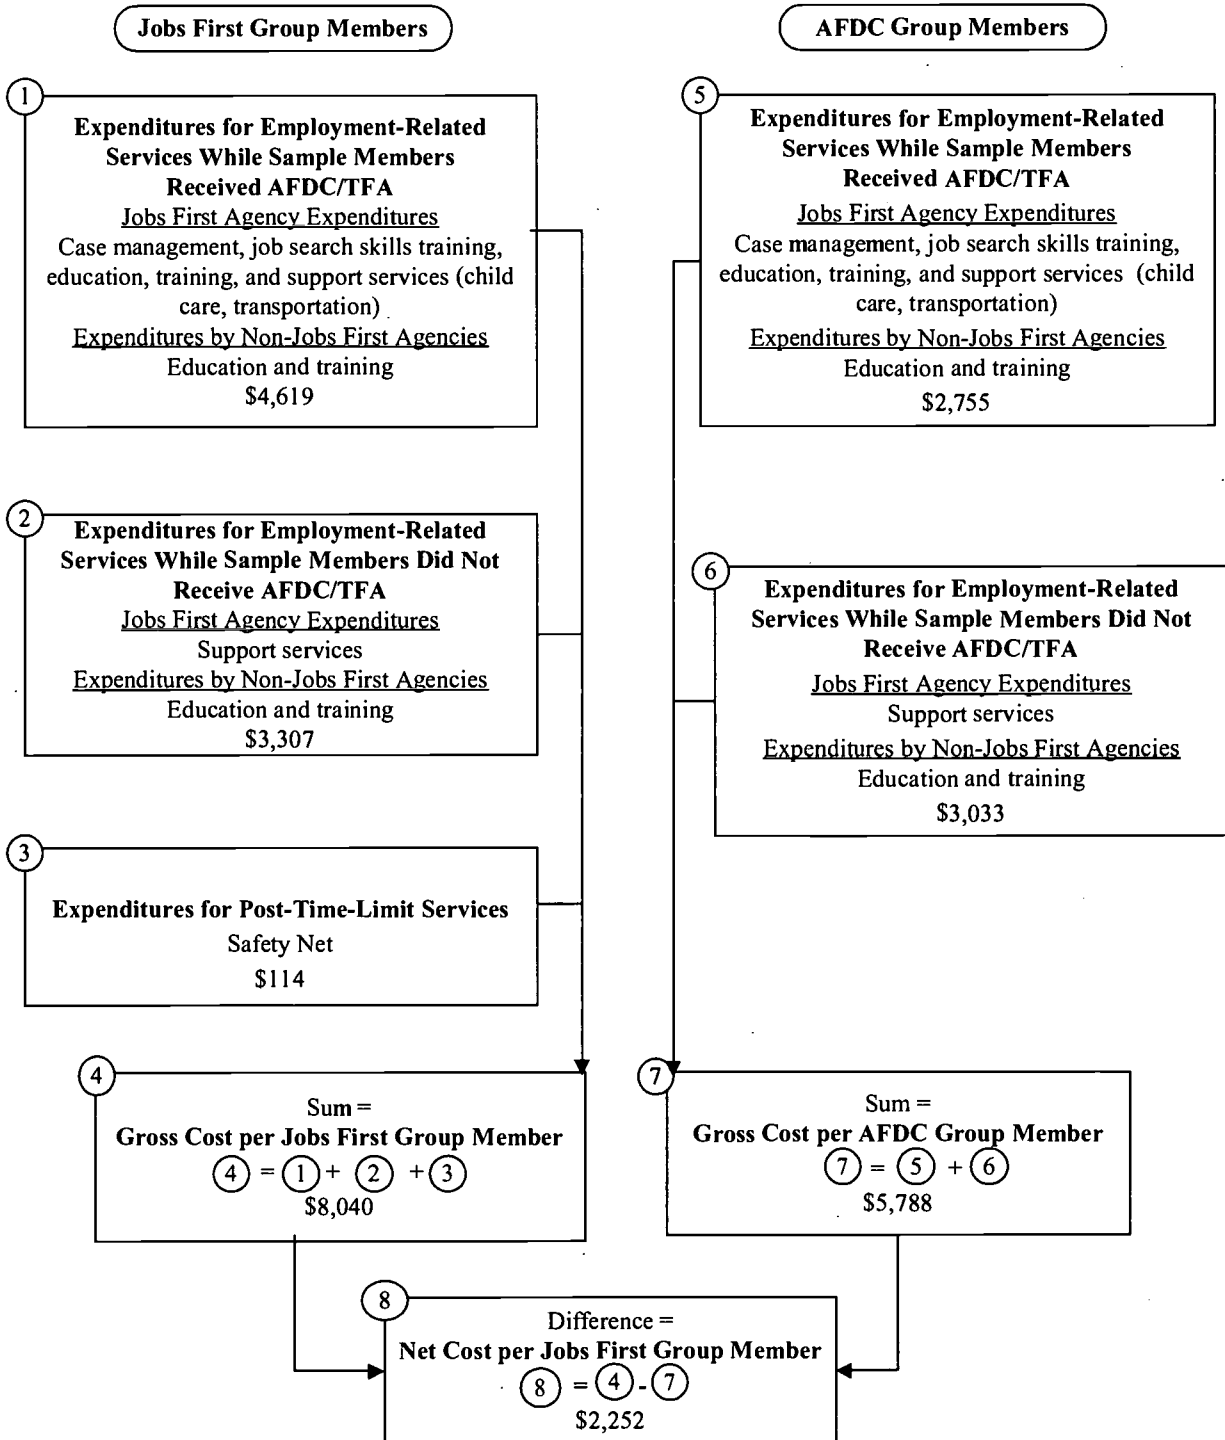 Jobs First Group Members
AFDC Group Members
1
Expenditures for Employment-Related
Services While Sample Members
Received AFDC/TFA
Jobs First Agency Expenditures
Case management, job search skills training,
education, training, and support services (child
care, transportation)
Expenditures by Non-Jobs First Agencies
Education and training
$4,619
5
Expenditures for Employment-Related
Services While Sample Members
Received AFDC/TFA
Jobs First Agency Expenditures
Case management, job search skills training,
education, training, and support services (child
care, transportation)
Expenditures by Non-Jobs First Agencies
Education and training
$2,755
2
Expenditures for Employment-Related
Services While Sample Members Did Not
Receive AFDC/TFA
Jobs First Agency Expenditures
Support services
Expenditures by Non-Jobs First Agencies
Education and training
$3,307
6
Expenditures for Employment-Related
Services While Sample Members Did Not
Receive AFDC/TFA
Jobs First Agency Expenditures
Support services
Expenditures by Non-Jobs First Agencies
Education and training
$3,033
3
Expenditures for Post-Time-Limit Services
Safety Net
$114
4
Sum =
Gross Cost per Jobs First Group Member
4 = 1 + 2 + 3
$8,040
7
Sum =
Gross Cost per AFDC Group Member
7 = 5 + 6
$5,788
8
Difference =
Net Cost per Jobs First Group Member
8 = 4 - 7
$2,252